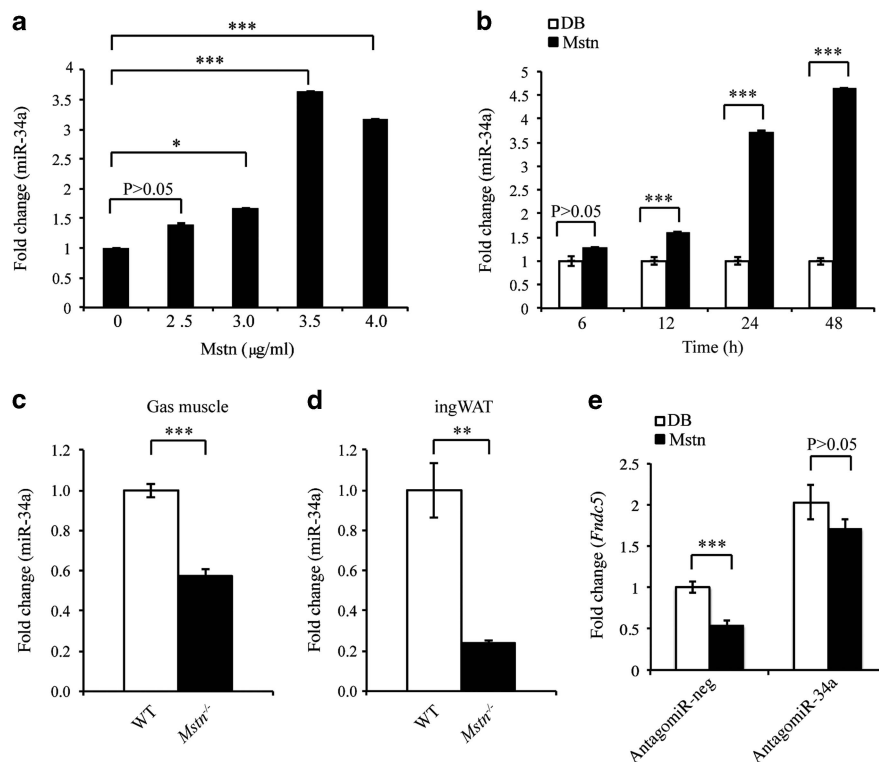 a
***
***
*
P>0.05
Fold change (miR-34a)
4
3.5
3
2.5
2
1.5
1
0.5
0
0 2.5 3.0 3.5 4.0
Mstn (μg/ml)
b
DB
Mstn
***
***
***
P>0.05
Fold change (miR-34a)
5
4.5
4
3.5
3
2.5
2
1.5
1
0.5
0
6 12 24 48
Time (h)
c
Gas muscle
***
Fold change (miR-34a)
1.2
1.0
0.8
0.6
0.4
0.2
0.0
WT Mstn-/-
d
ingWAT
**
Fold change (miR-34a)
1.2
1.0
0.8
0.6
0.4
0.2
0.0
WT Mstn-/-
e
DB
Mstn
P>0.05
***
Fold change (Fndc5)
2.5
2
1.5
1
0.5
0
AntagomiR-neg AntagomiR-34a